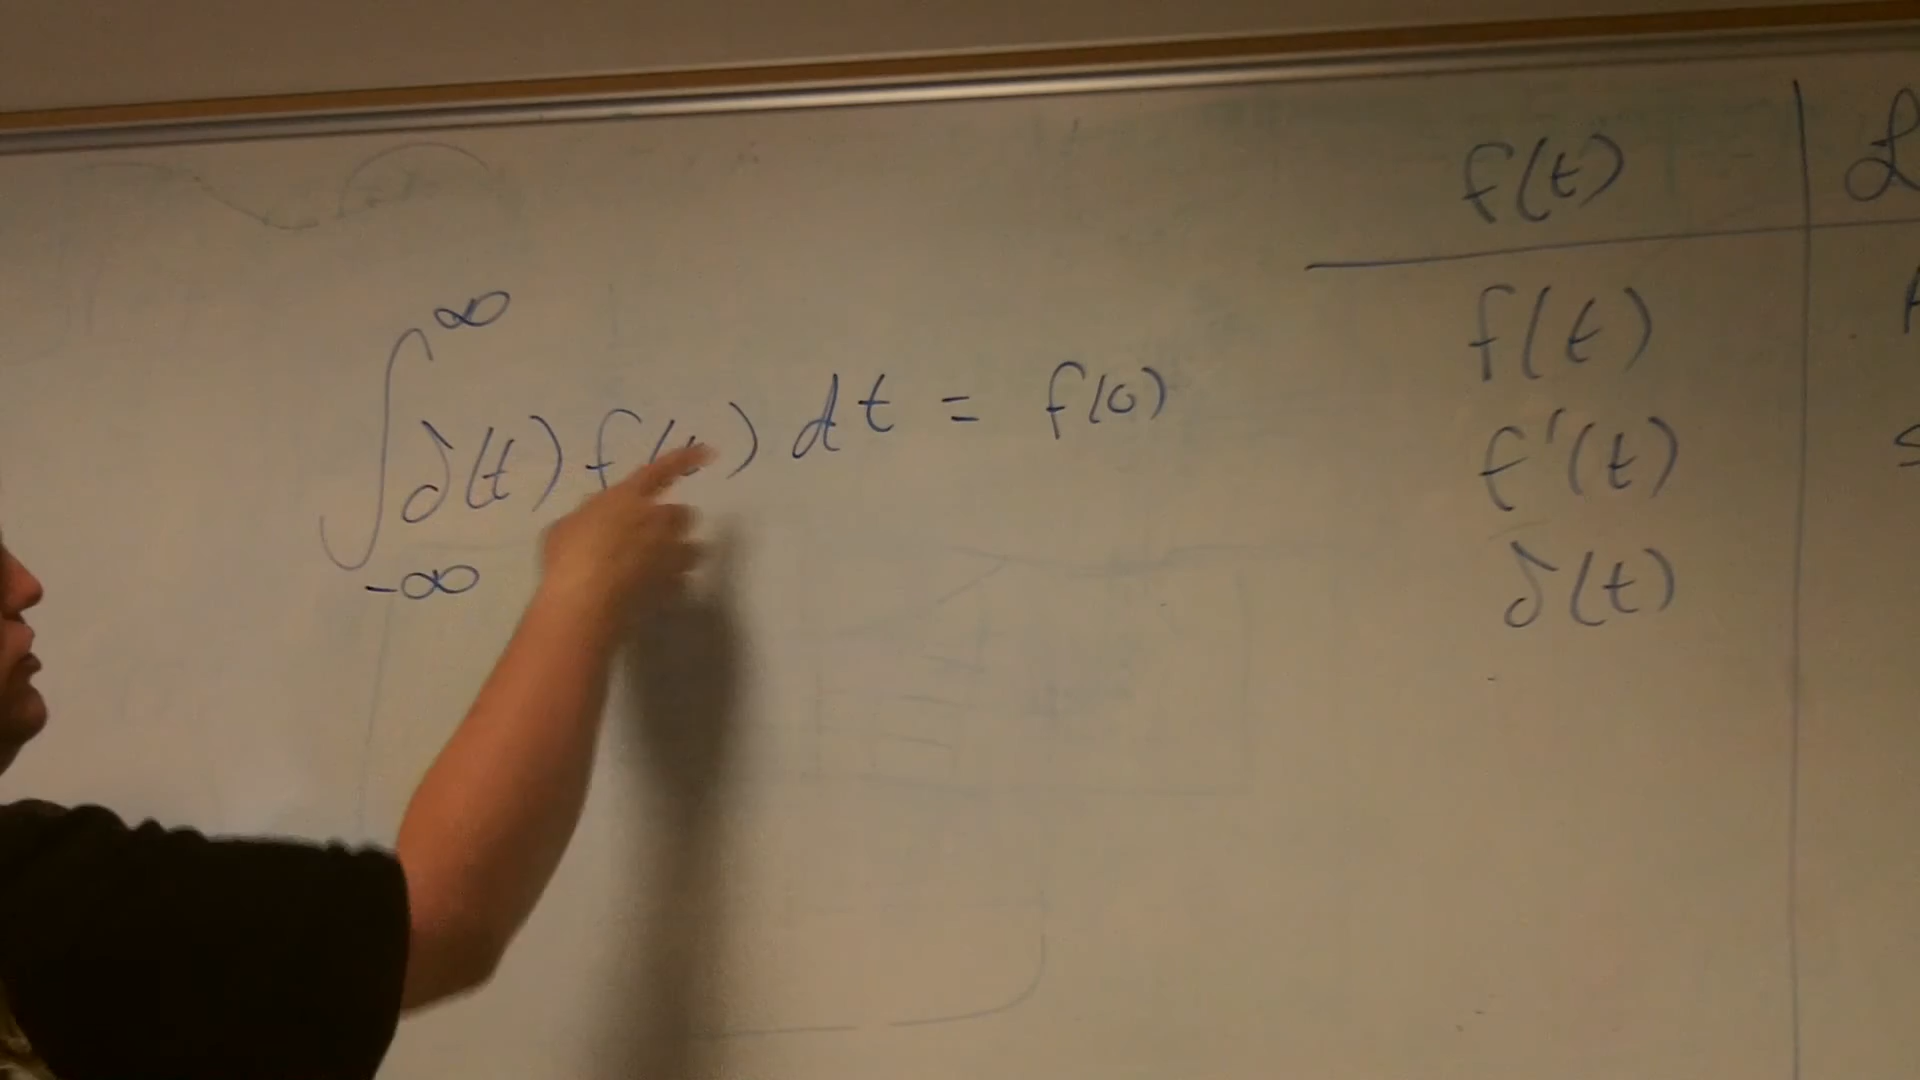 ∫_{-∞}^{∞} δ(t) f(t) dt = f(0)
f(t) | ℒ
f(t)
f'(t)
δ(t)